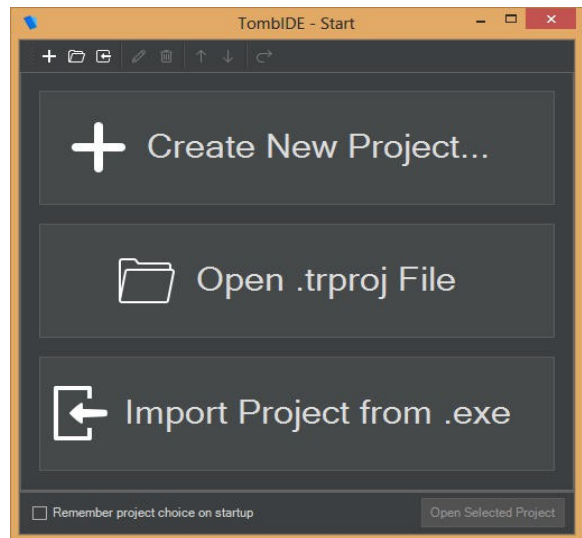 TombIDE - Start
Create New Project...
Open .trproj File
Import Project from .exe
Remember project choice on startup
Open Selected Project